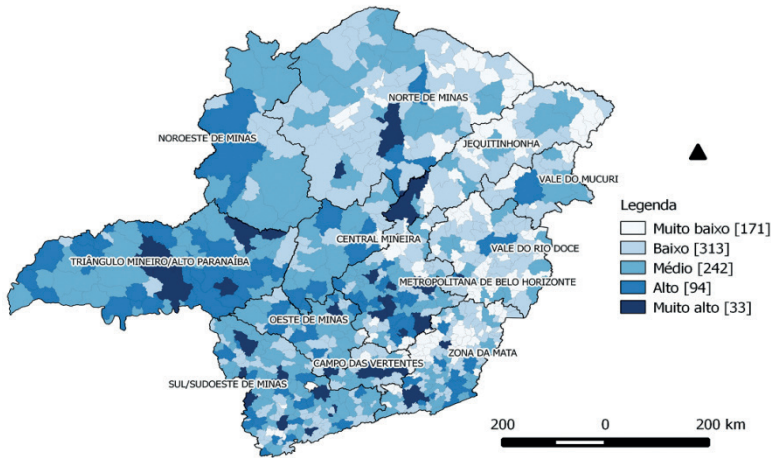 NORTE DE MINAS
NOROESTE DE MINAS
JEQUITINHONHA
VALE DO MUCURI
CENTRAL MINEIRA
VALE DO RIO DOCE
TRIÂNGULO MINEIRO/ALTO PARANAÍBA
METROPOLITANA DE BELO HORIZONTE
OESTE DE MINAS
ZONA DA MATA
CAMPO DAS VERTENTES
SUL/SUDOESTE DE MINAS
Legenda
Muito baixo [171]
Baixo [313]
Médio [242]
Alto [94]
Muito alto [33]
200 0 200 km